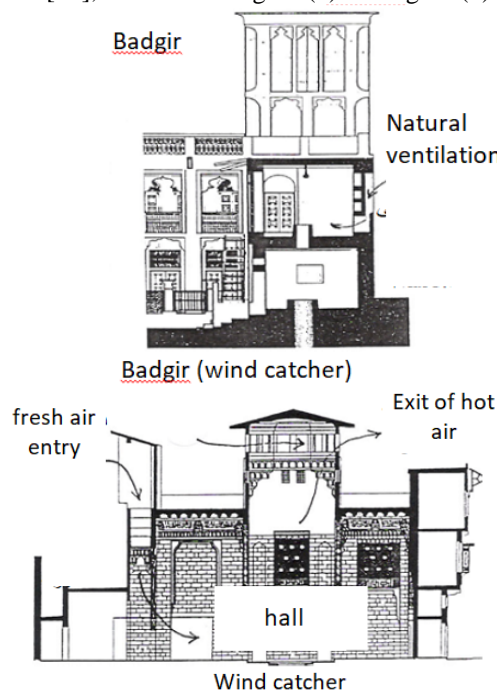 Badgir
Natural
ventilation
Badgir (wind catcher)
fresh air
entry
Exit of hot
air
hall
Wind catcher